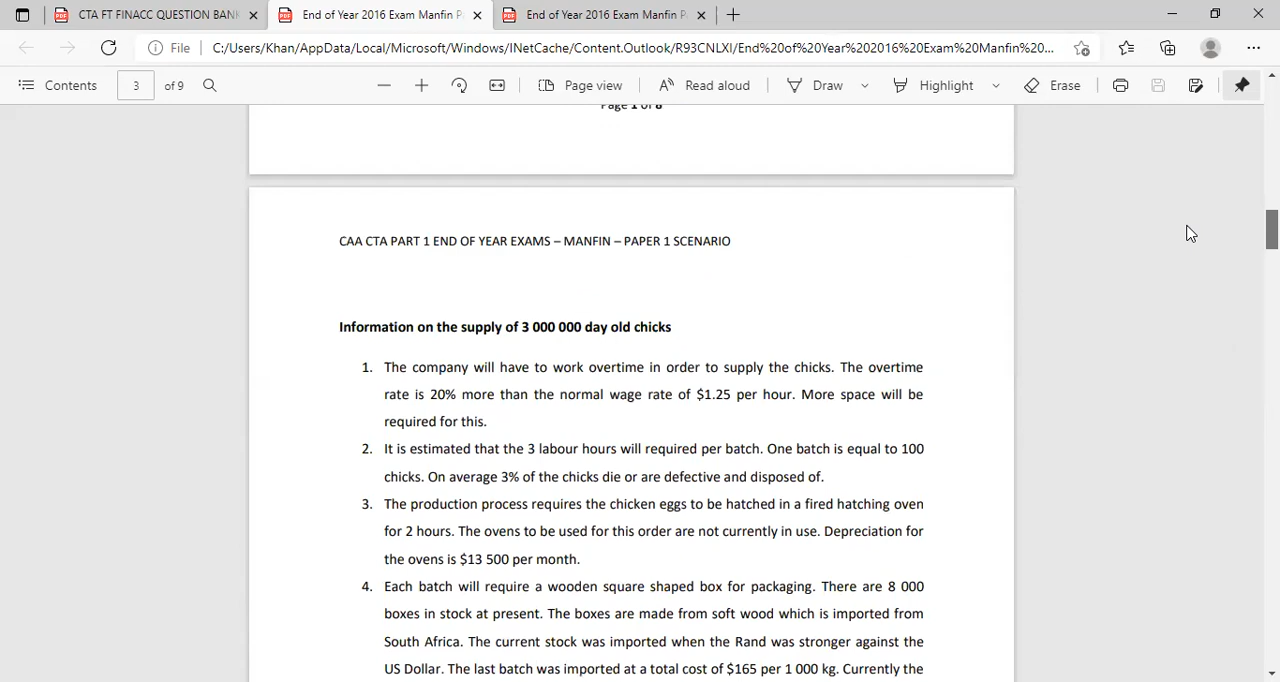 CTA FT FINACC QUESTION BANK
End of Year 2016 Exam Manfin P
End of Year 2016 Exam Manfin P
File
C:/Users/Khan/AppData/Local/Microsoft/Windows/INetCache/Content.Outlook/R93CNLXI/End%20of%20Year%202016%20Exam%20Manfin%20...
Contents
3
of 9
Page view
Read aloud
Draw
Highlight
Erase
Page 1 of 8
CAA CTA PART 1 END OF YEAR EXAMS – MANFIN – PAPER 1 SCENARIO
Information on the supply of 3 000 000 day old chicks
1. The company will have to work overtime in order to supply the chicks. The overtime
rate is 20% more than the normal wage rate of $1.25 per hour. More space will be
required for this.
2. It is estimated that the 3 labour hours will required per batch. One batch is equal to 100
chicks. On average 3% of the chicks die or are defective and disposed of.
3. The production process requires the chicken eggs to be hatched in a fired hatching oven
for 2 hours. The ovens to be used for this order are not currently in use. Depreciation for
the ovens is $13 500 per month.
4. Each batch will require a wooden square shaped box for packaging. There are 8 000
boxes in stock at present. The boxes are made from soft wood which is imported from
South Africa. The current stock was imported when the Rand was stronger against the
US Dollar. The last batch was imported at a total cost of $165 per 1 000 kg. Currently the